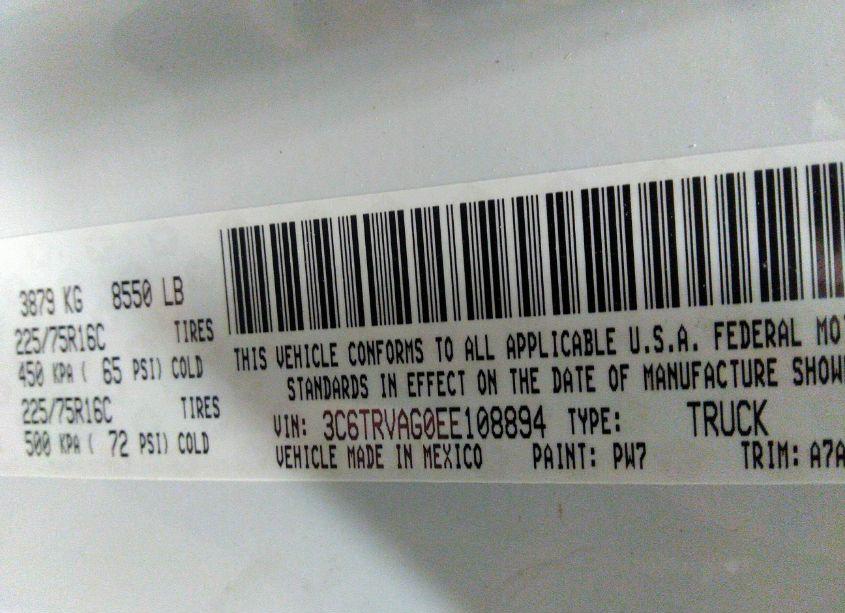 3879 KG 8550 LB
225/75R16C TIRES
450 KPA ( 65 PSI) COLD
225/75R16C TIRES
500 KPA ( 72 PSI) COLD
THIS VEHICLE CONFORMS TO ALL APPLICABLE U.S.A. FEDERAL MO
STANDARDS IN EFFECT ON THE DATE OF MANUFACTURE SHOW
VIN: 3C6TRVAG0EE108894 TYPE: TRUCK
VEHICLE MADE IN MEXICO PAINT: PW7 TRIM: A7A